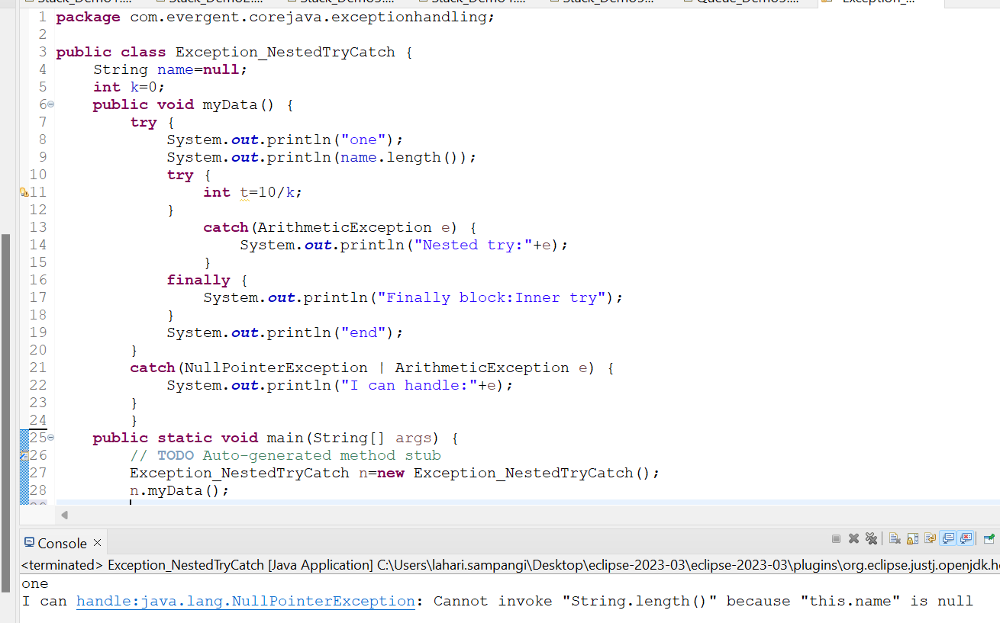 1 package com.evergent.corejava.exceptionhandling;
2
3 public class Exception_NestedTryCatch {
4 String name=null;
5 int k=0;
6 public void myData() {
7 try {
8 System.out.println("one");
9 System.out.println(name.length());
10 try {
11 int t=10/k;
12 }
13 catch(ArithmeticException e) {
14 System.out.println("Nested try:"+e);
15 }
16 finally {
17 System.out.println("Finally block:Inner try");
18 }
19 System.out.println("end");
20 }
21 catch(NullPointerException | ArithmeticException e) {
22 System.out.println("I can handle:"+e);
23 }
24 }
25 public static void main(String[] args) {
26 // TODO Auto-generated method stub
27 Exception_NestedTryCatch n=new Exception_NestedTryCatch();
28 n.myData();
Console
<terminated> Exception_NestedTryCatch [Java Application] C:\Users\lahari.sampangi\Desktop\eclipse-2023-03\eclipse-2023-03\plugins\org.eclipse.justj.openjdk.h
one
I can handle:java.lang.NullPointerException: Cannot invoke "String.length()" because "this.name" is null